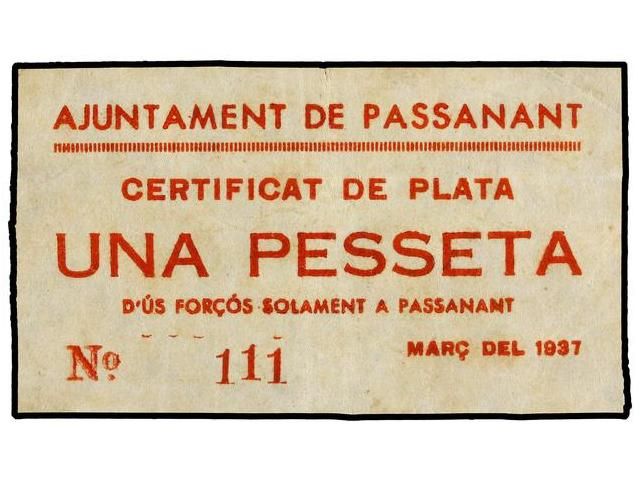 AJUNTAMENT DE PASSANANT
CERTIFICAT DE PLATA
UNA PESSETA
D'ÚS FORÇÓS SOLAMENT A PASSANANT
Nº 111
MARÇ DEL 1937